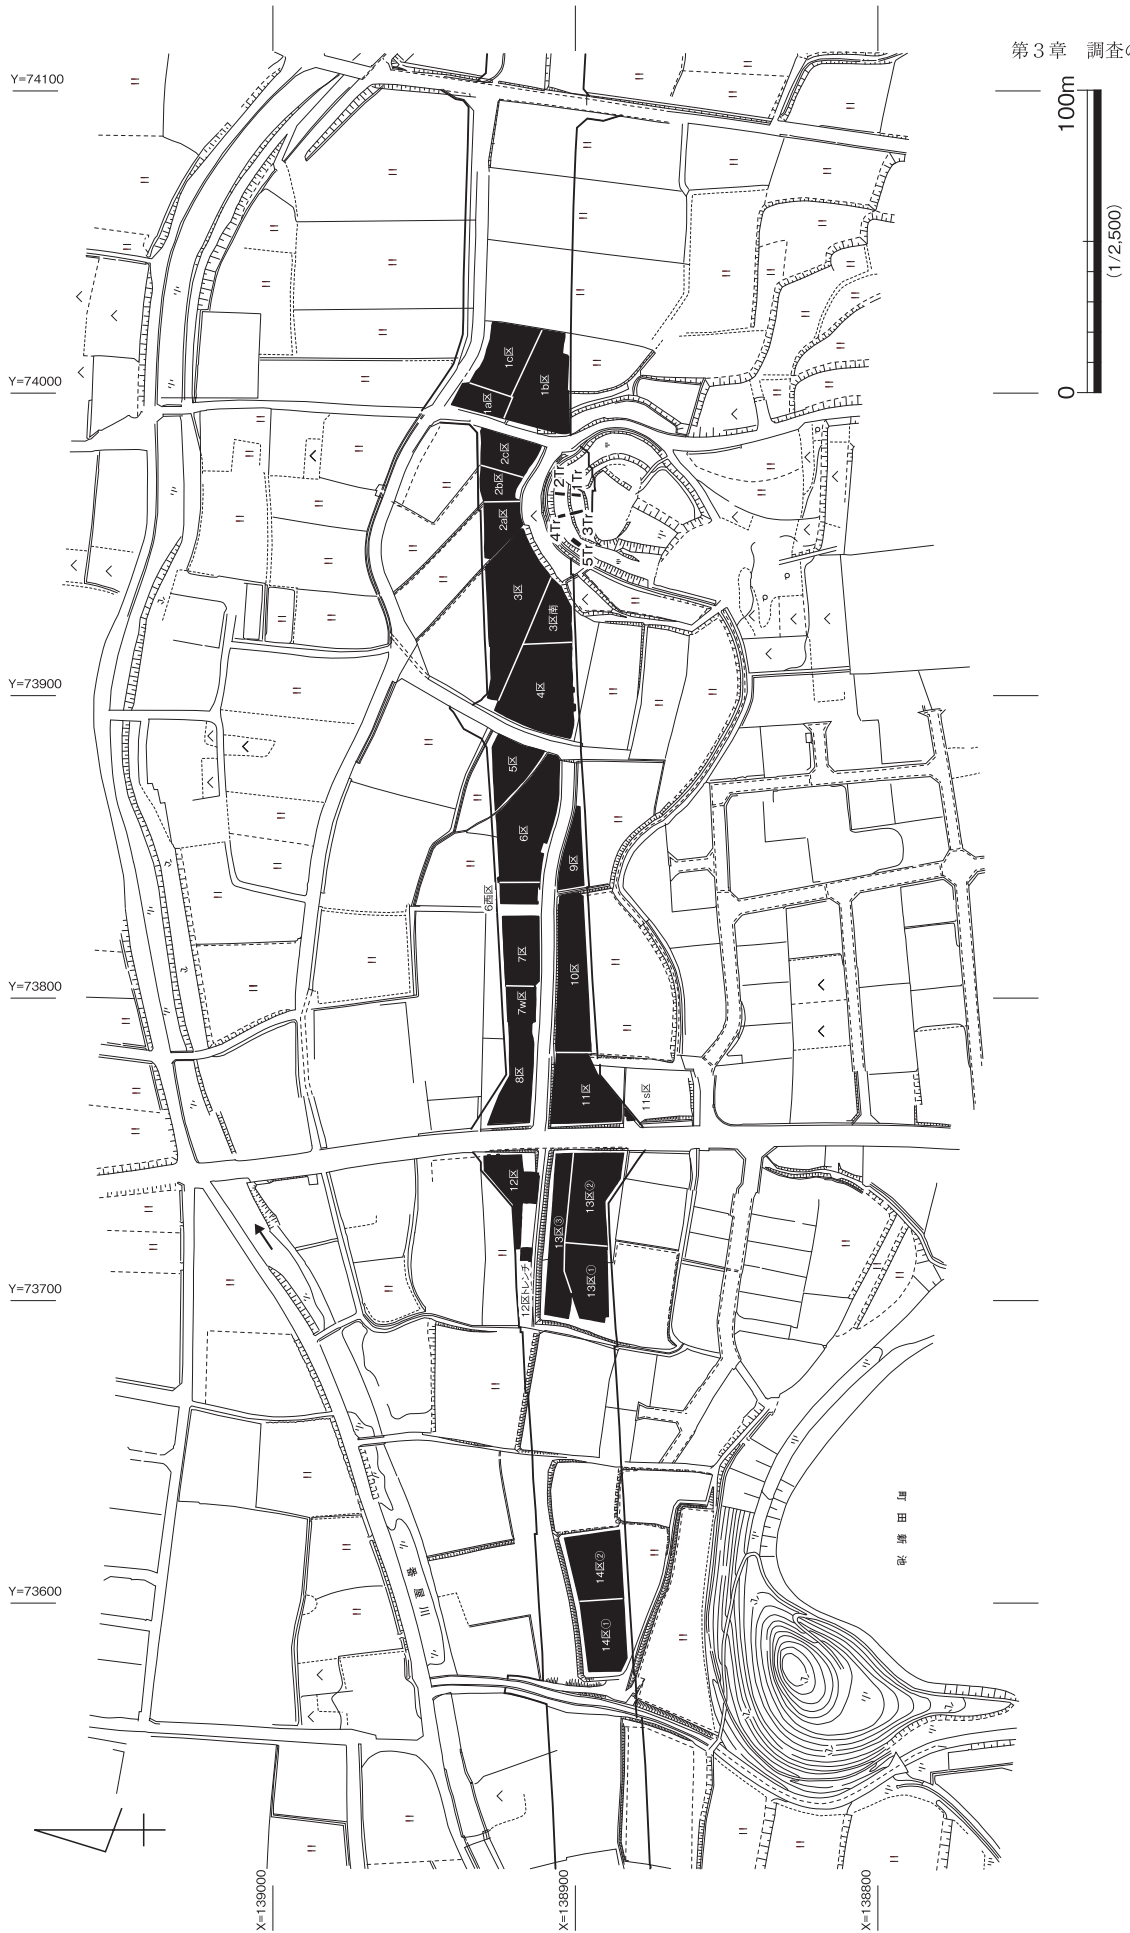 第3章　調査の
Y=74100
Y=74000
Y=73900
Y=73800
Y=73700
Y=73600
100m
0
(1/2,500)
1c区
1b区
1a区
2c区
2b区
2a区
2Tr
1Tr
4Tr
3Tr
5Tr
3区
3区南
4区
5区
6区
6西区
9区
7区
7w区
10区
8区
11区
11s区
12区
13区②
13区③
13区①
12区トレンチ
14区②
14区①
番屋川
町田新池
P
P
P
X=139000
X=138900
X=138800